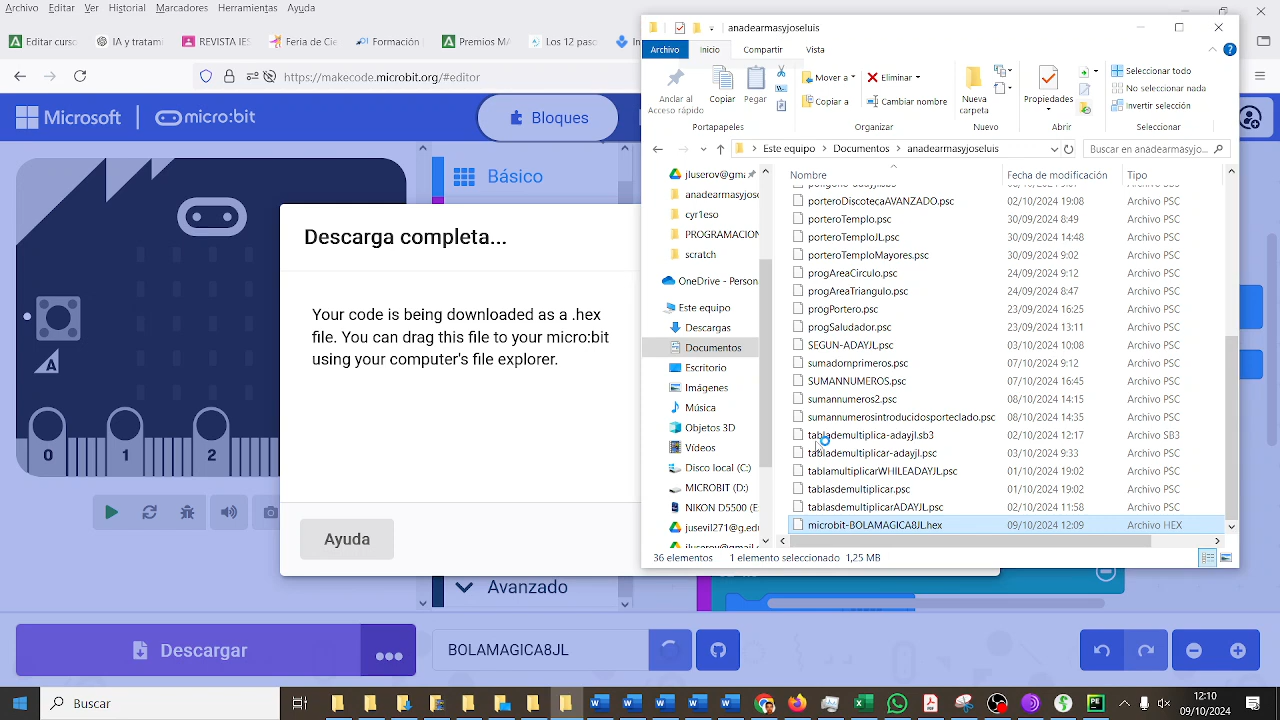 Archivo Editar Ver Historial Marcadores Herramientas Ayuda
Editar curs
IA y tratam
REDES
Feria de Cie
Formación
Premios M
Los 12 pasc
https://makecode.microbit.org/#editor
Microsoft
micro:bit
Bloques
Básico
A
0
1
2
Descarga completa...
Your code is being downloaded as a .hex
file. You can drag this file to your micro:bit
using your computer's file explorer.
Ayuda
Avanzado
Descargar
BOLAMAGICA8JL
anadearmasyjoseluis
Archivo
Inicio
Compartir
Vista
Anclar al
Acceso rápido
Copiar
Pegar
Mover a
Copiar a
Eliminar
Cambiar nombre
Nueva
carpeta
Propiedades
Seleccionar todo
No seleccionar nada
Invertir selección
Portapapeles
Organizar
Nuevo
Abrir
Seleccionar
Este equipo > Documentos > anadearmasyjoseluis
Buscar en anadearmasyjo...
jluserov@gma
anadearmasyjose
cyr1eso
PROGRAMACION
scratch
OneDrive - Person
Este equipo
Descargas
Documentos
Escritorio
Imágenes
Música
Objetos 3D
Vídeos
Disco local (C:)
MICROBIT (D:)
NIKON D5500 (E:
jusevil271@g.edu
jluserov@gmail.
Nombre Fecha de modificación Tipo
porteroDiscotecaAVANZADO.psc 02/10/2024 19:08 Archivo PSC
porteroTemplo.psc 30/09/2024 8:49 Archivo PSC
porteroTemploJL.psc 30/09/2024 14:48 Archivo PSC
porteroTemploMayores.psc 30/09/2024 9:02 Archivo PSC
progAreaCirculo.psc 24/09/2024 9:12 Archivo PSC
progAreaTriangulo.psc 24/09/2024 8:47 Archivo PSC
progPortero.psc 23/09/2024 16:25 Archivo PSC
progSaludador.psc 23/09/2024 13:11 Archivo PSC
SEGUN-ADAYJL.psc 03/10/2024 10:08 Archivo PSC
sumadornprimeros.psc 07/10/2024 9:12 Archivo PSC
SUMANNUMEROS.psc 07/10/2024 16:45 Archivo PSC
sumannumeros2.psc 08/10/2024 14:15 Archivo PSC
sumannumerosintroducidosporteclado.psc 08/10/2024 14:35 Archivo PSC
tablademultiplica-adayjl.sb3 02/10/2024 12:17 Archivo SB3
tablademultiplicar-adayjl.psc 03/10/2024 9:33 Archivo PSC
tablamultiplicarWHILEADAYJL.psc 01/10/2024 19:02 Archivo PSC
tablasdemultiplicar.psc 01/10/2024 19:02 Archivo PSC
tablasdemultiplicarADAYJL.psc 02/10/2024 11:58 Archivo PSC
microbit-BOLAMAGICA8JL.hex 09/10/2024 12:09 Archivo HEX
36 elementos 1 elemento seleccionado 1,25 MB
Buscar
12:10
09/10/2024